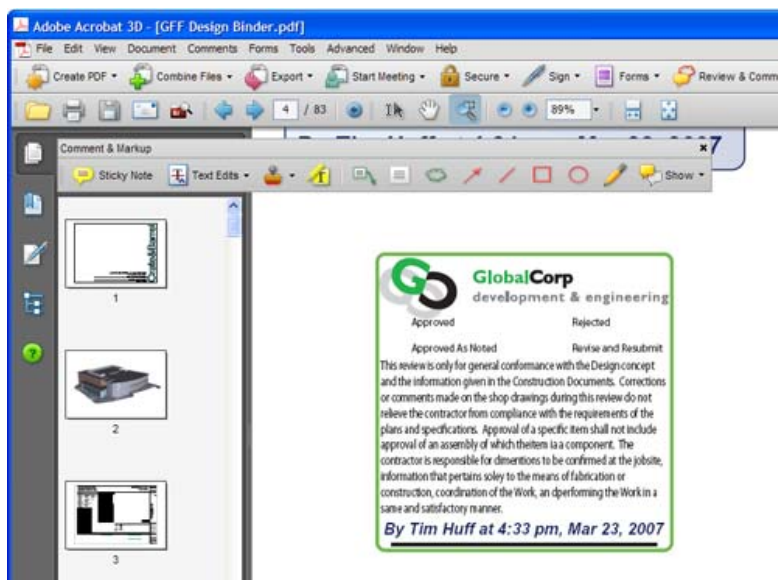 Adobe Acrobat 3D - [GFF Design Binder.pdf]
File Edit View Document Comments Forms Tools Advanced Window Help
Create PDF Combine Files Export Start Meeting Secure Sign Forms Review & Comm
4 / 83 89%
Mar 23, 2007
Comment & Markup
Sticky Note Text Edits Show
1
2
3
GC
GlobalCorp
development & engineering
Approved Rejected
Approved As Noted Revise and Resubmit
This review is only for general conformance with the Design concept
and the information given in the Construction Documents. Corrections
or comments made on the shop drawings during this review do not
relieve the contractor from compliance with the requirements of the
plans and specifications. Approval of a specific item shall not include
approval of an assembly of which theitem ia a component. The
contractor is responsible for dimentions to be confirmed at the jobsite,
information that pertains soley to the means of fabrication or
construction, coordination of the Work, an dperforming the Work in a
same and satisfactory manner.
By Tim Huff at 4:33 pm, Mar 23, 2007